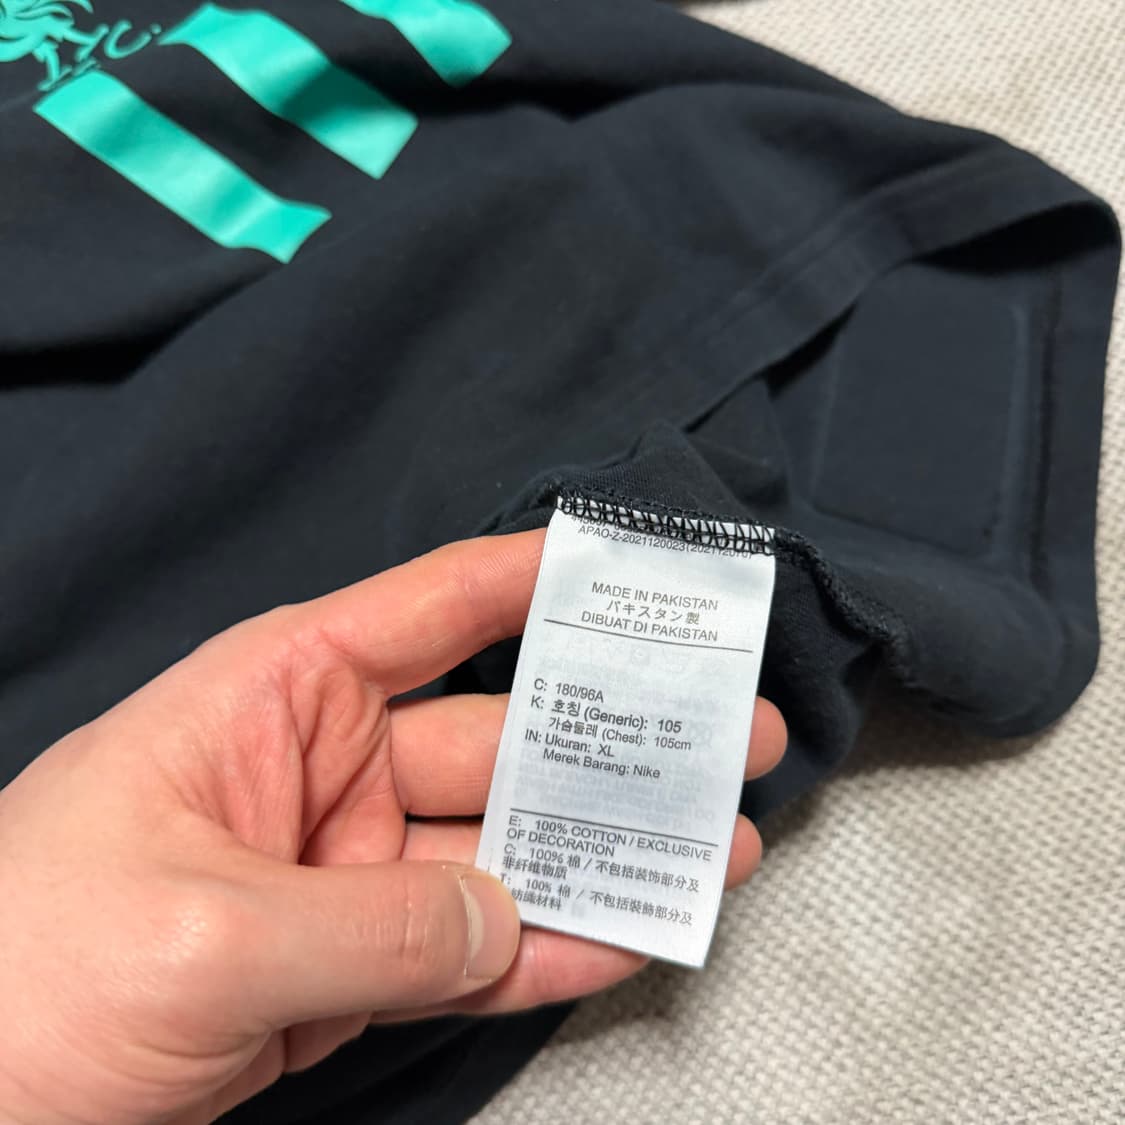 APAO-Z-2021120023(20211201)
MADE IN PAKISTAN
パキスタン製
DIBUAT DI PAKISTAN
C: 180/96A
K: 호칭 (Generic): 105
가슴둘레 (Chest): 105cm
IN: Ukuran: XL
Merek Barang: Nike
E: 100% COTTON / EXCLUSIVE
OF DECORATION
C: 100% 棉 / 不包括装饰部分及
非纤维物质
T: 100% 棉 / 不包括裝飾部分及
紡織材料